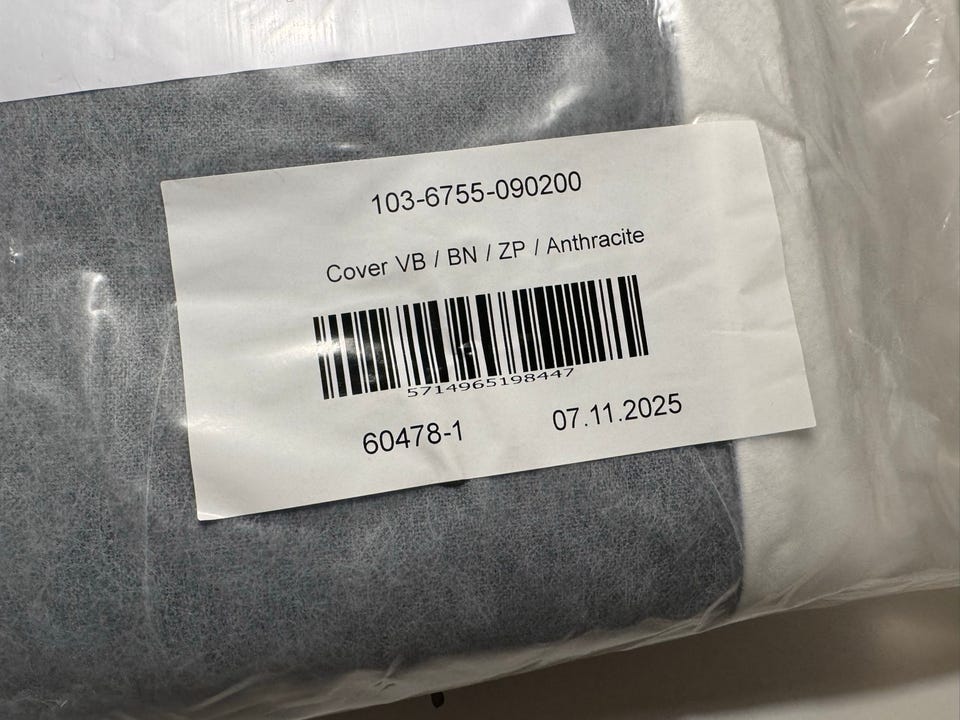 103-6755-090200
Cover VB / BN / ZP / Anthracite
5714965198447
60478-1 07.11.2025